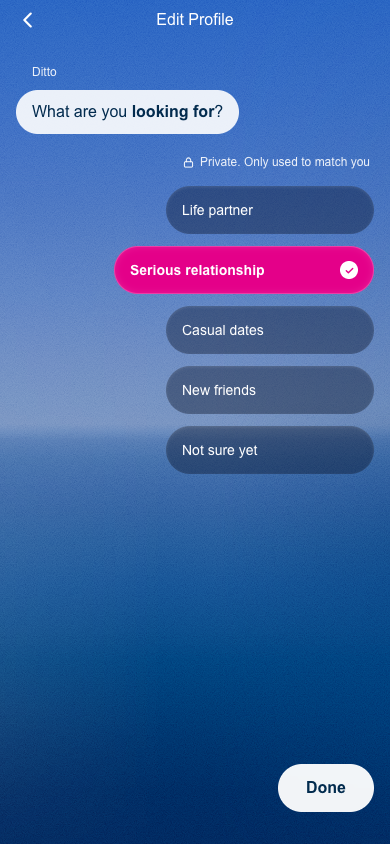 Edit Profile
Ditto
What are you looking for?
Private. Only used to match you
Life partner
Serious relationship
Casual dates
New friends
Not sure yet
Done